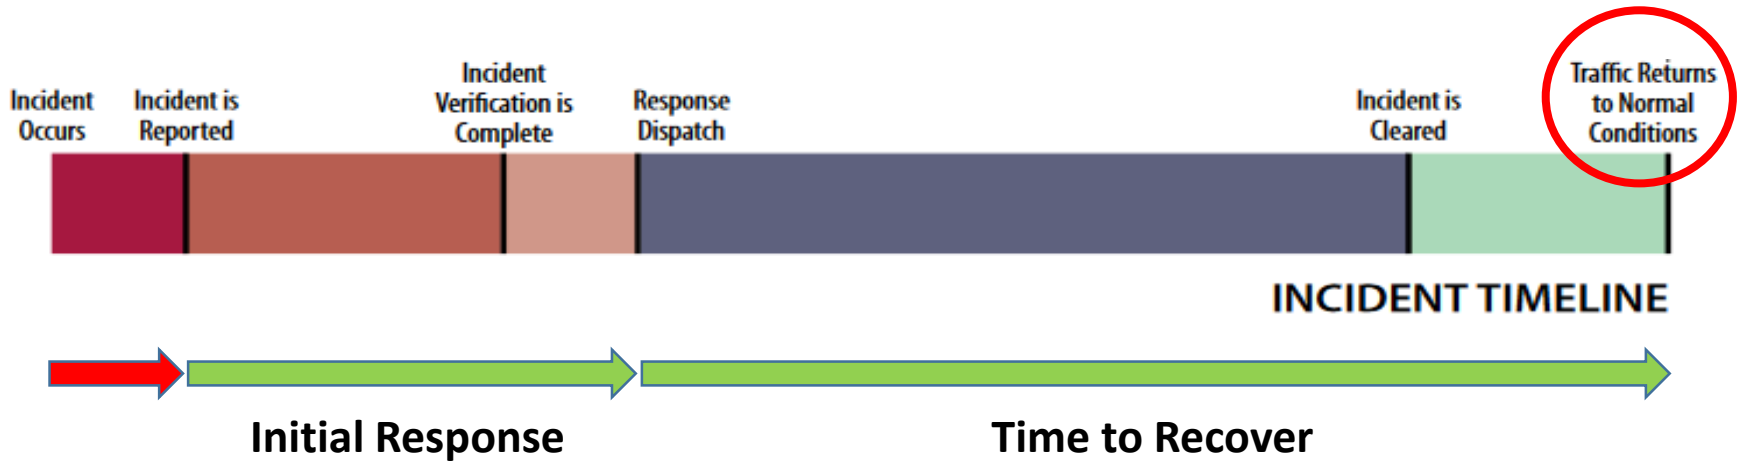 Incident
Occurs
Incident is
Reported
Incident
Verification is
Complete
Response
Dispatch
Incident is
Cleared
Traffic Returns
to Normal
Conditions
INCIDENT TIMELINE
Initial Response
Time to Recover